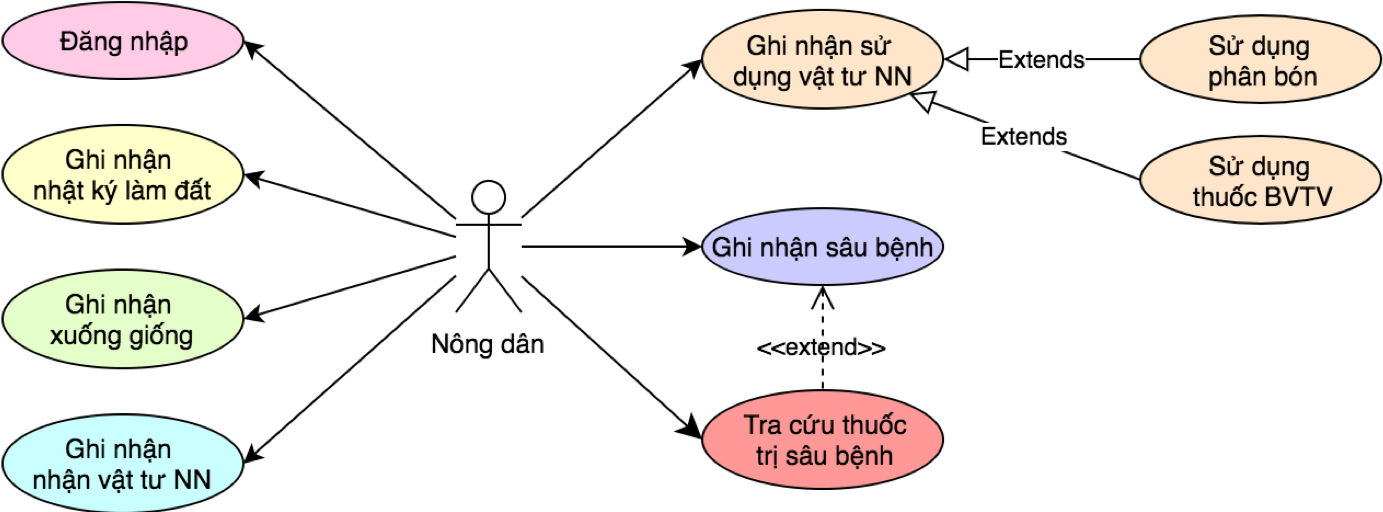 Đăng nhập
Ghi nhận
nhật ký làm đất
Ghi nhận
xuống giống
Ghi nhận
nhận vật tư NN
Nông dân
Ghi nhận sử
dụng vật tư NN
Extends
Sử dụng
phân bón
Extends
Sử dụng
thuốc BVTV
Ghi nhận sâu bệnh
<<extend>>
Tra cứu thuốc
trị sâu bệnh